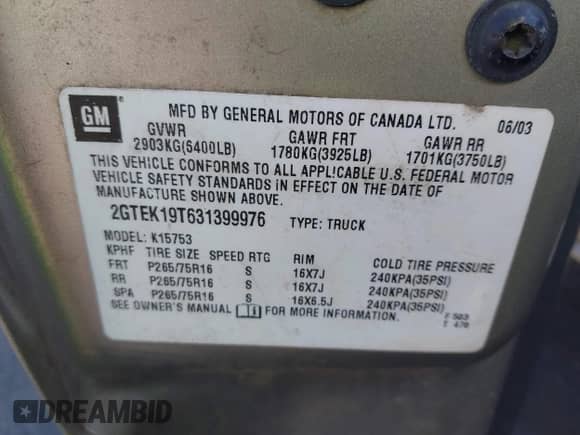 GM
MFD BY GENERAL MOTORS OF CANADA LTD. 06/03
GVWR GAWR FRT GAWR RR
2903KG(6400LB) 1780KG(3925LB) 1701KG(3750LB)
THIS VEHICLE CONFORMS TO ALL APPLICABLE U.S. FEDERAL MOTOR
VEHICLE SAFETY STANDARDS IN EFFECT ON THE DATE OF
MANUFACTURE SHOWN ABOVE.
2GTEK19T631399976 TYPE: TRUCK
MODEL: K15753
KPHF TIRE SIZE SPEED RTG RIM COLD TIRE PRESSURE
FRT P265/75R16 S 16X7J 240KPA(35PSI)
RR P265/75R16 S 16X7J 240KPA(35PSI)
SPA P265/75R16 S 16X6.5J 240KPA(35PSI)
SEE OWNER'S MANUAL FOR MORE INFORMATION.
T 470
DREAMBID